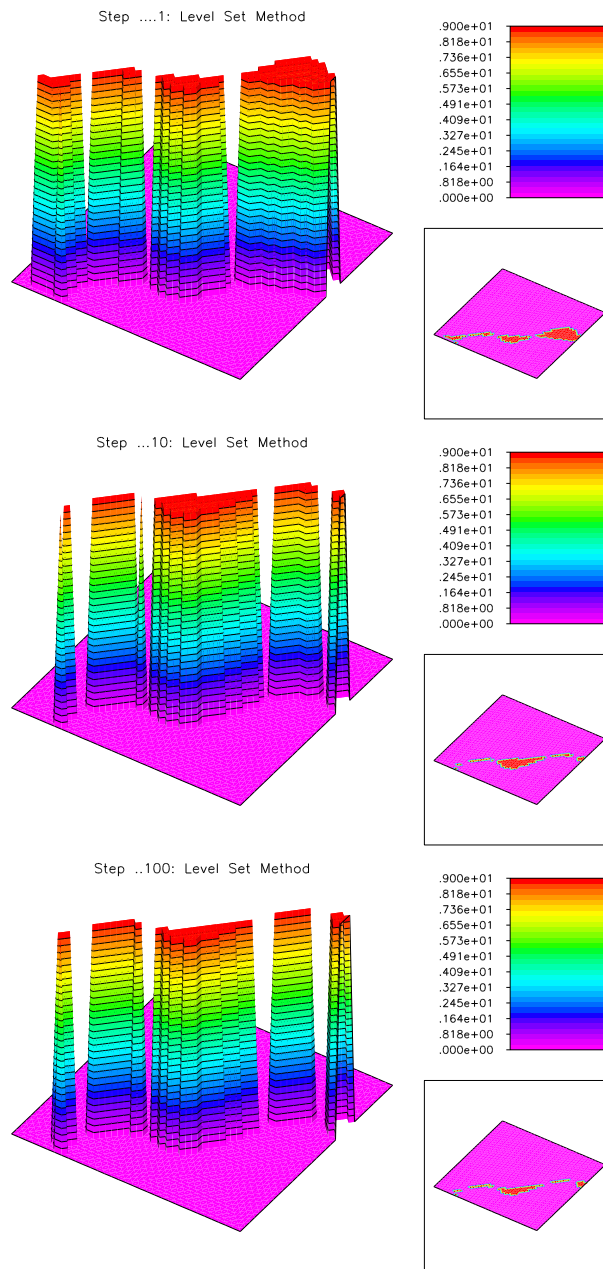 Step ....1: Level Set Method
.900e+01
.818e+01
.736e+01
.655e+01
.573e+01
.491e+01
.409e+01
.327e+01
.245e+01
.164e+01
.818e+00
.000e+00
Step ...10: Level Set Method
.900e+01
.818e+01
.736e+01
.655e+01
.573e+01
.491e+01
.409e+01
.327e+01
.245e+01
.164e+01
.818e+00
.000e+00
Step ..100: Level Set Method
.900e+01
.818e+01
.736e+01
.655e+01
.573e+01
.491e+01
.409e+01
.327e+01
.245e+01
.164e+01
.818e+00
.000e+00